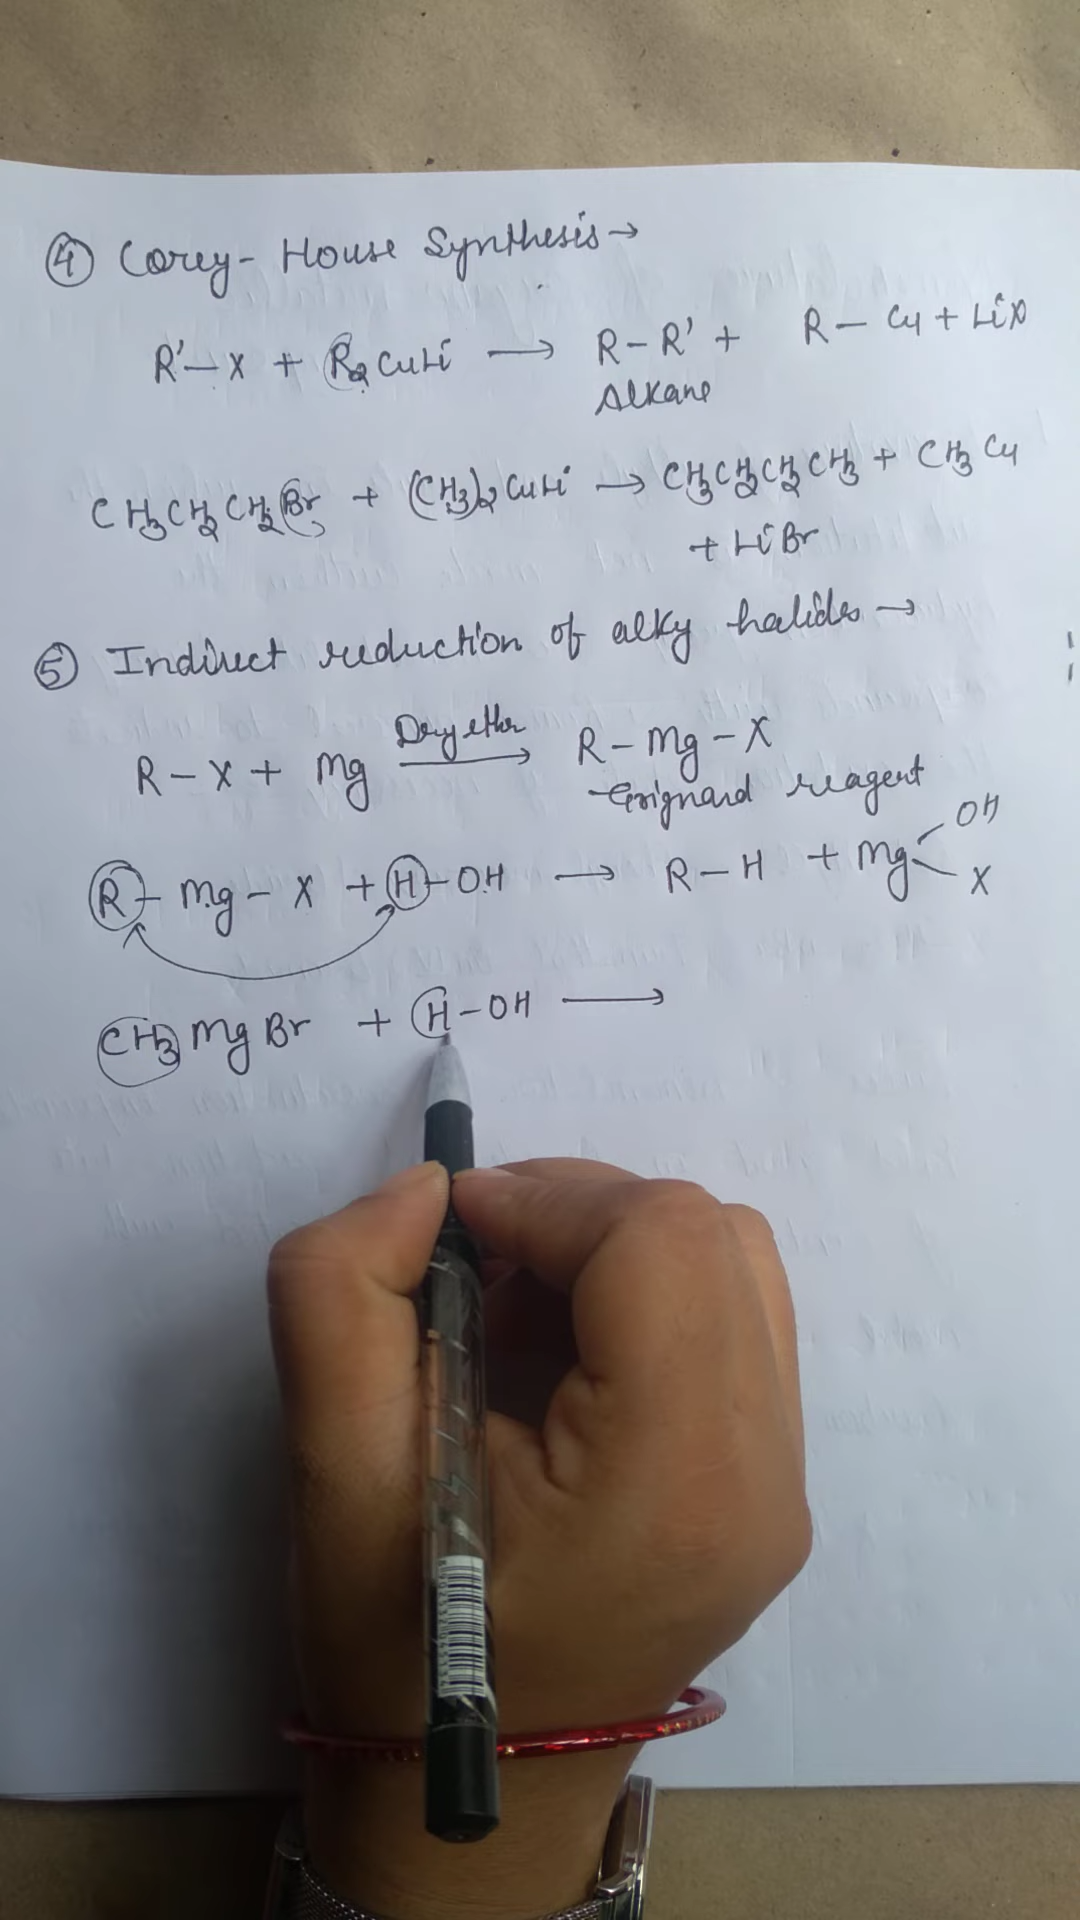 ④ Corey-House Synthesis →
R'-X + R₂CuLi → R-R' + R-Cu + LiX
Alkane
CH₃CH₂CH₂Br + (CH₃)₂CuLi → CH₃CH₂CH₂CH₃ + CH₃Cu
+ LiBr
⑤ Indirect reduction of alky halides →
Dry ether
R-X + Mg → R-Mg-X
Grignard reagent
R-Mg-X + H-OH → R-H + Mg
OH
X
CH₃MgBr + H-OH →